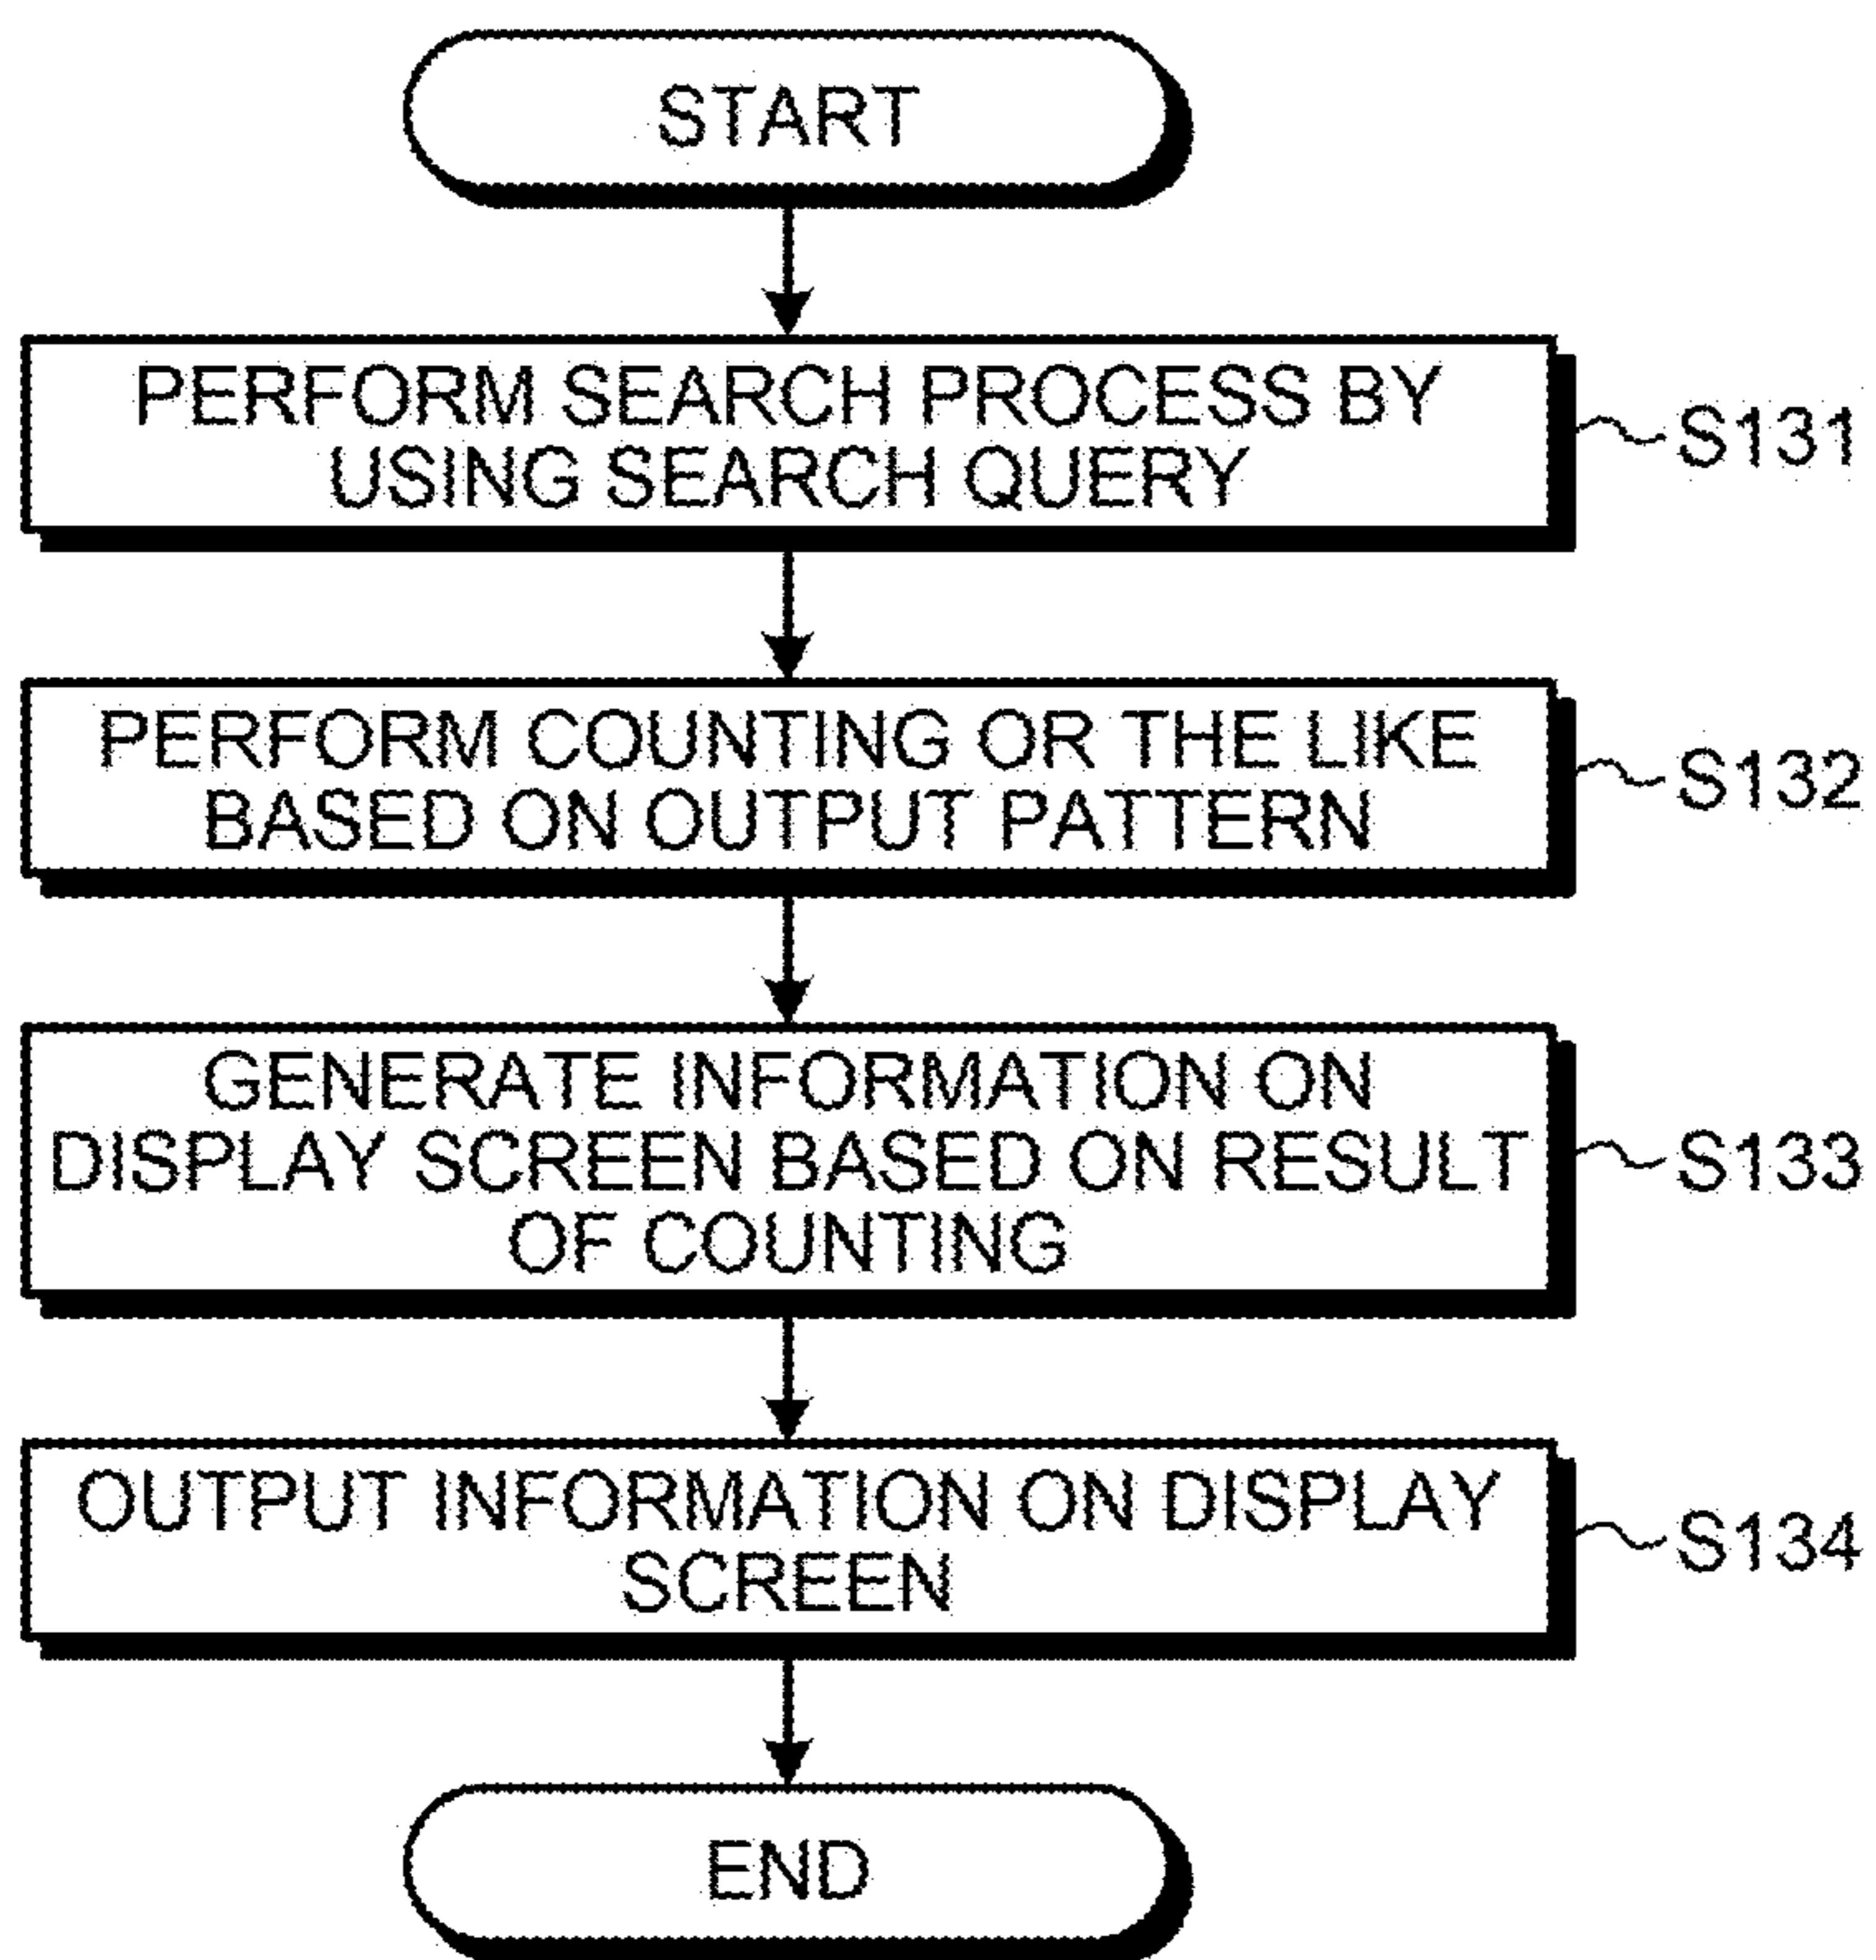 START
PERFORM SEARCH PROCESS BY
USING SEARCH QUERY
S131
PERFORM COUNTING OR THE LIKE
BASED ON OUTPUT PATTERN
S132
GENERATE INFORMATION ON
DISPLAY SCREEN BASED ON RESULT
OF COUNTING
S133
OUTPUT INFORMATION ON DISPLAY
SCREEN
S134
END